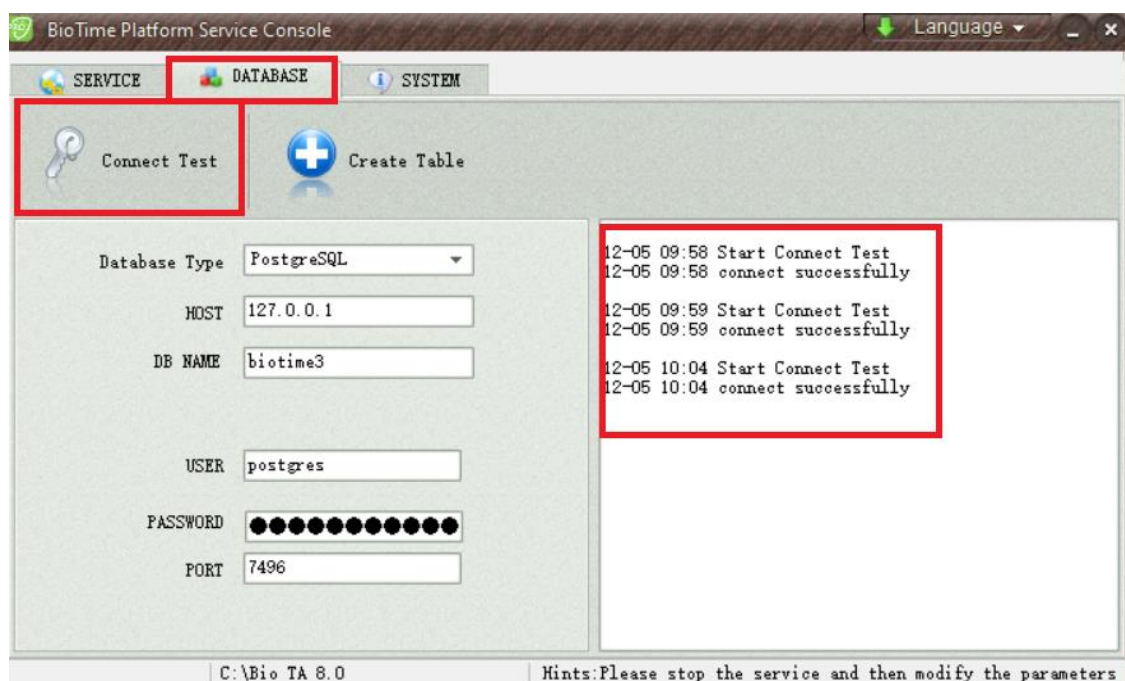 BioTime Platform Service Console
Language
SERVICE
DATABASE
SYSTEM
Connect Test
Create Table
Database Type PostgreSQL
HOST 127.0.0.1
DB NAME biotime3
USER postgres
PASSWORD ●●●●●●●●●●●
PORT 7496
12-05 09:58 Start Connect Test
12-05 09:58 connect successfully
12-05 09:59 Start Connect Test
12-05 09:59 connect successfully
12-05 10:04 Start Connect Test
12-05 10:04 connect successfully
C:\Bio TA 8.0
Hints:Please stop the service and then modify the parameters